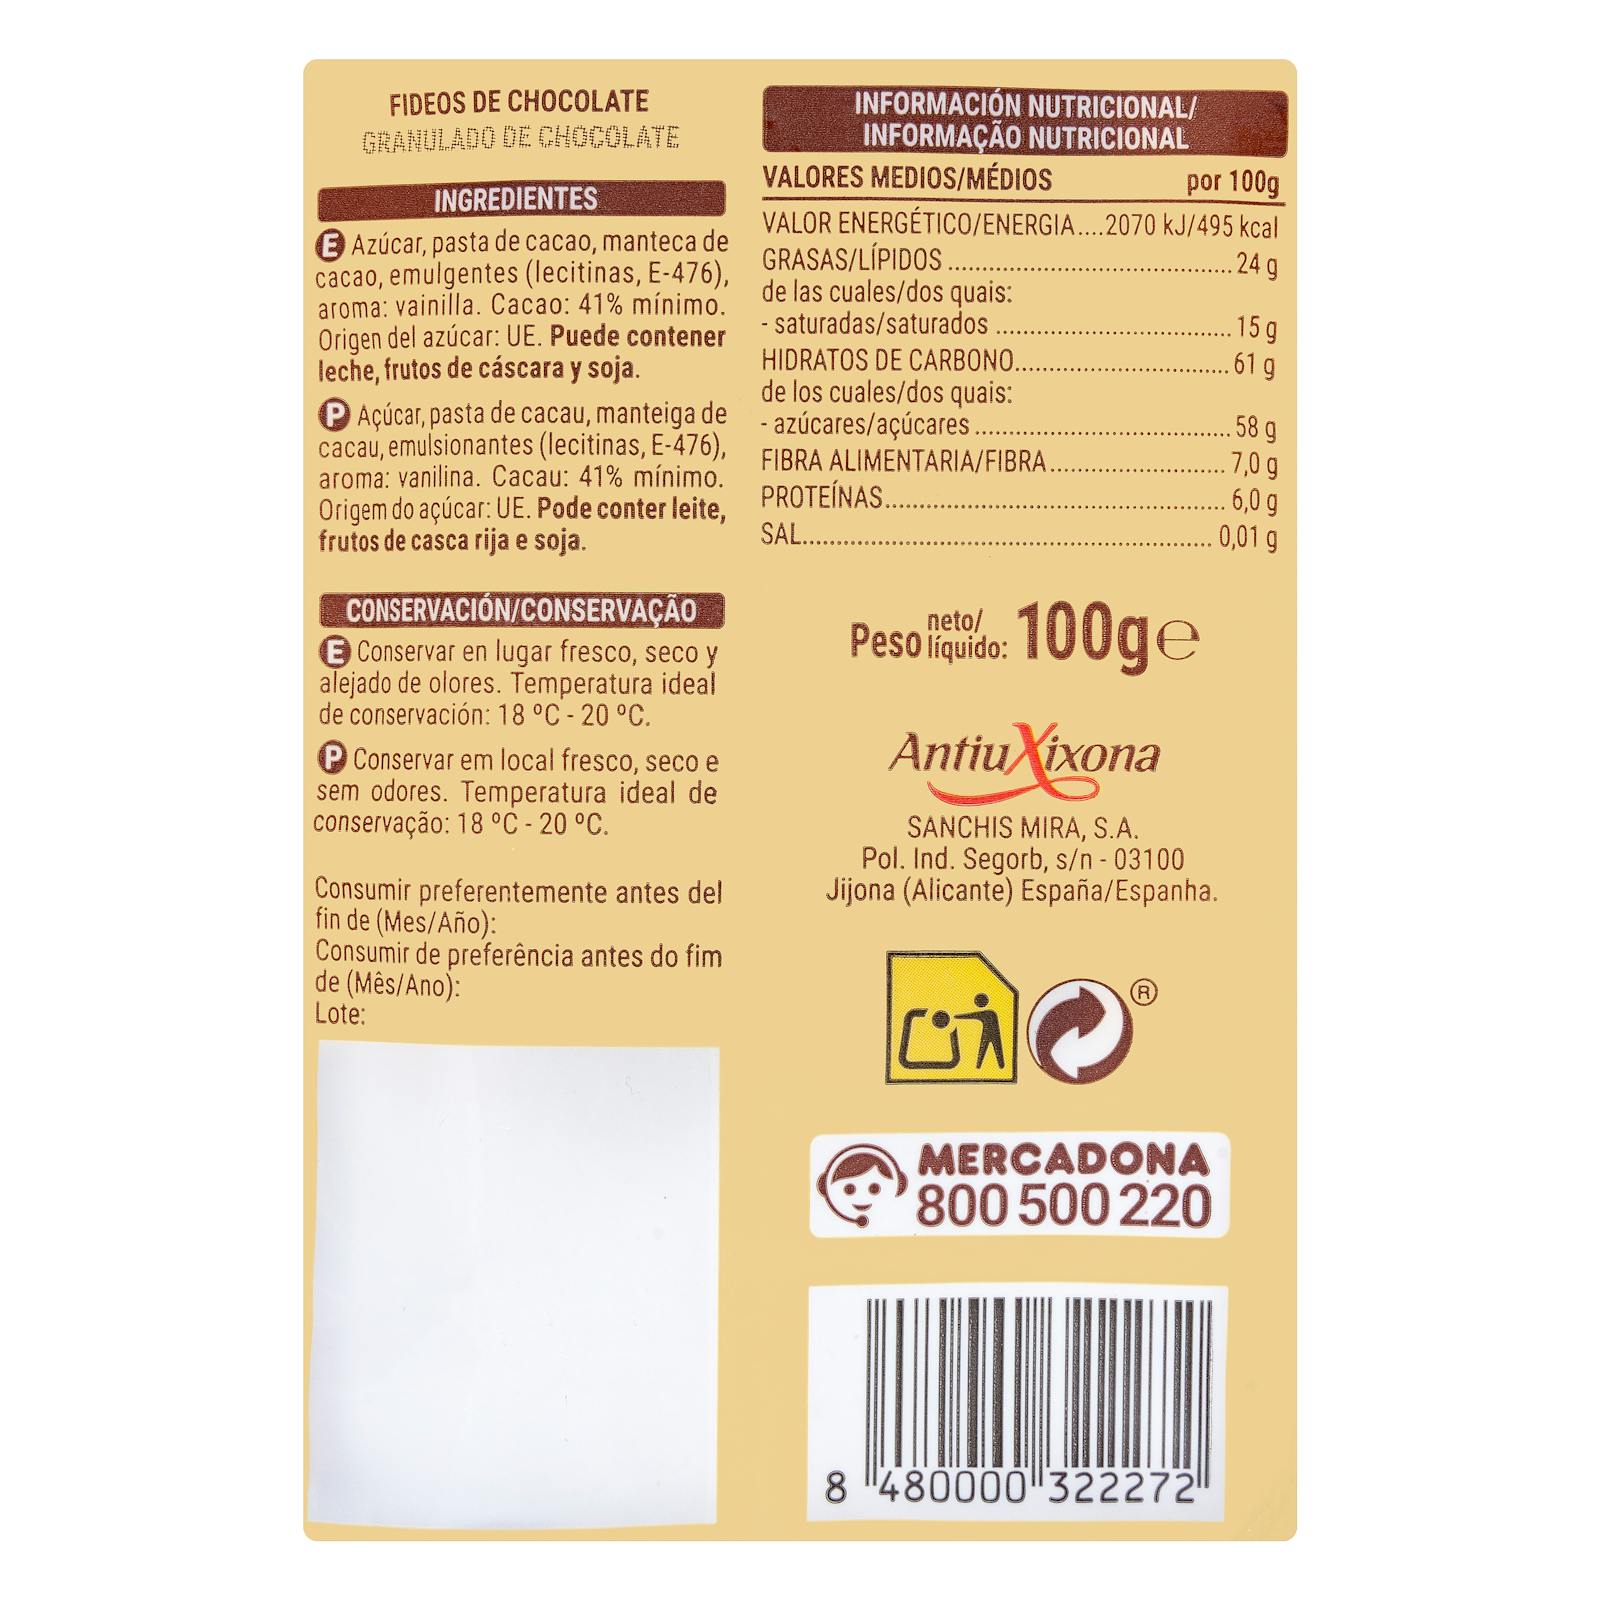 FIDEOS DE CHOCOLATE
GRANULADO DE CHOCOLATE
INGREDIENTES
E Azúcar, pasta de cacao, manteca de
cacao, emulgentes (lecitinas, E-476),
aroma: vainilla. Cacao: 41% mínimo.
Origen del azúcar: UE. Puede contener
leche, frutos de cáscara y soja.
P Açúcar, pasta de cacau, manteiga de
cacau, emulsionantes (lecitinas, E-476),
aroma: vanilina. Cacau: 41% mínimo.
Origem do açúcar: UE. Pode conter leite,
frutos de casca rija e soja.
CONSERVACIÓN/CONSERVAÇÃO
E Conservar en lugar fresco, seco y
alejado de olores. Temperatura ideal
de conservación: 18 ºC - 20 ºC.
P Conservar em local fresco, seco e
sem odores. Temperatura ideal de
conservação: 18 ºC - 20 ºC.
Consumir preferentemente antes del
fin de (Mes/Año):
Consumir de preferência antes do fim
de (Mês/Ano):
Lote:
INFORMACIÓN NUTRICIONAL/
INFORMAÇÃO NUTRICIONAL
VALORES MEDIOS/MÉDIOS por 100g
VALOR ENERGÉTICO/ENERGIA....2070 kJ/495 kcal
GRASAS/LÍPIDOS ........................................ 24 g
de las cuales/dos quais:
- saturadas/saturados ................................. 15 g
HIDRATOS DE CARBONO.............................. 61 g
de los cuales/dos quais:
- azúcares/açúcares .................................... 58 g
FIBRA ALIMENTARIA/FIBRA......................... 7,0 g
PROTEÍNAS................................................ 6,0 g
SAL........................................................... 0,01 g
Peso neto/
líquido: 100g e
AntiuXixona
SANCHIS MIRA, S.A.
Pol. Ind. Segorb, s/n - 03100
Jijona (Alicante) España/Espanha.
®
MERCADONA
800 500 220
8 480000 322272